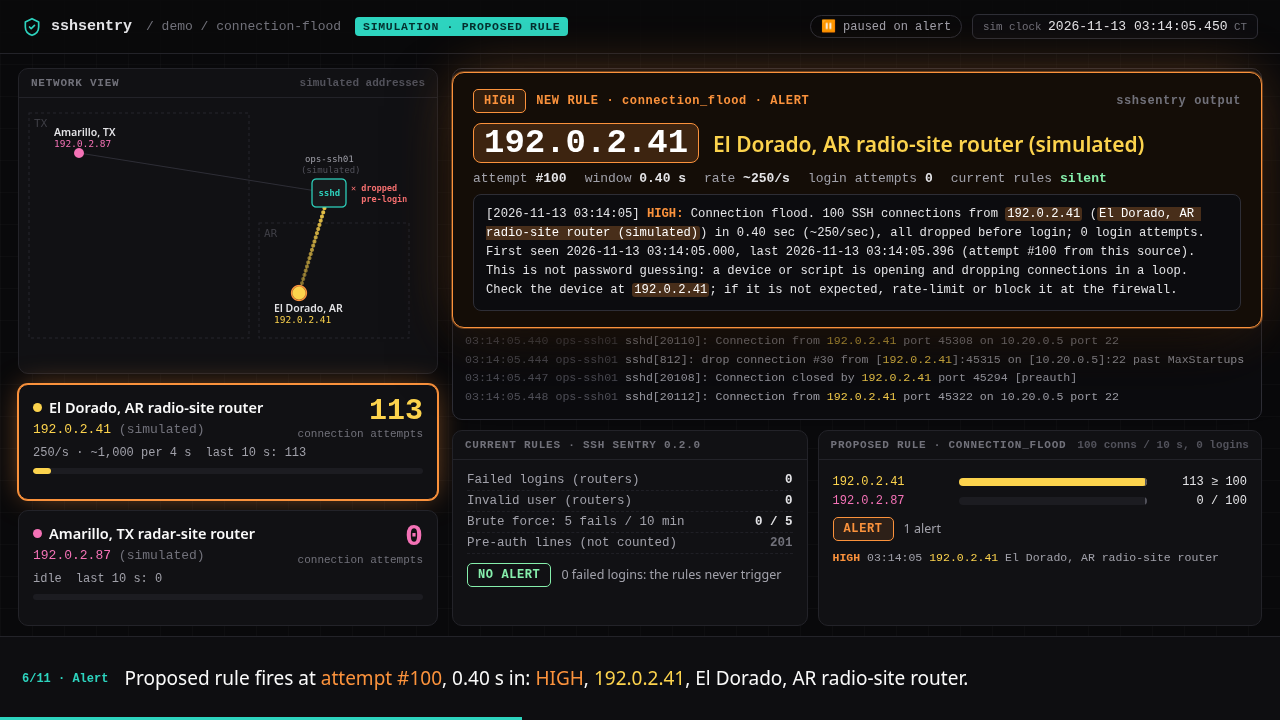 sshsentry / demo / connection-flood SIMULATION · PROPOSED RULE
paused on alert
sim clock 2026-11-13 03:14:05.450 CT
NETWORK VIEW simulated addresses
TX
Amarillo, TX
192.0.2.87
ops-ssh01
(simulated)
sshd
× dropped
pre-login
AR
El Dorado, AR
192.0.2.41
HIGH NEW RULE · connection_flood · ALERT sshsentry output
192.0.2.41 El Dorado, AR radio-site router (simulated)
attempt #100 window 0.40 s rate ~250/s login attempts 0 current rules silent
[2026-11-13 03:14:05] HIGH: Connection flood. 100 SSH connections from 192.0.2.41 (El Dorado, AR
radio-site router (simulated)) in 0.40 sec (~250/sec), all dropped before login; 0 login attempts.
First seen 2026-11-13 03:14:05.000, last 2026-11-13 03:14:05.396 (attempt #100 from this source).
This is not password guessing: a device or script is opening and dropping connections in a loop.
Check the device at 192.0.2.41; if it is not expected, rate-limit or block it at the firewall.
03:14:05.440 ops-ssh01 sshd[20110]: Connection from 192.0.2.41 port 45308 on 10.20.0.5 port 22
03:14:05.444 ops-ssh01 sshd[812]: drop connection #30 from [192.0.2.41]:45315 on [10.20.0.5]:22 past MaxStartups
03:14:05.447 ops-ssh01 sshd[20108]: Connection closed by 192.0.2.41 port 45294 [preauth]
03:14:05.448 ops-ssh01 sshd[20112]: Connection from 192.0.2.41 port 45322 on 10.20.0.5 port 22
El Dorado, AR radio-site router 113
192.0.2.41 (simulated) connection attempts
250/s · ~1,000 per 4 s last 10 s: 113
Amarillo, TX radar-site router 0
192.0.2.87 (simulated) connection attempts
idle last 10 s: 0
CURRENT RULES · SSH SENTRY 0.2.0
Failed logins (routers) 0
Invalid user (routers) 0
Brute force: 5 fails / 10 min 0 / 5
Pre-auth lines (not counted) 201
NO ALERT 0 failed logins: the rules never trigger
PROPOSED RULE · CONNECTION_FLOOD 100 conns / 10 s, 0 logins
192.0.2.41 113 ≥ 100
192.0.2.87 0 / 100
ALERT 1 alert
HIGH 03:14:05 192.0.2.41 El Dorado, AR radio-site router
6/11 · Alert Proposed rule fires at attempt #100, 0.40 s in: HIGH, 192.0.2.41, El Dorado, AR radio-site router.